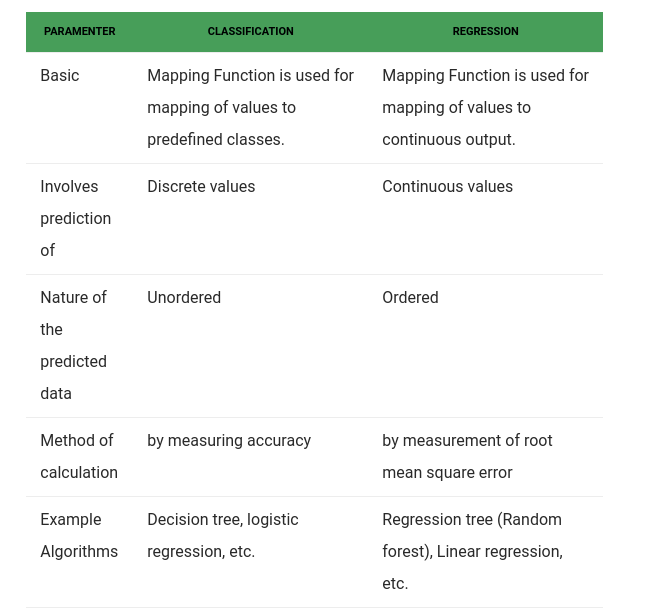 PARAMENTER CLASSIFICATION REGRESSION
Basic Mapping Function is used for Mapping Function is used for
mapping of values to mapping of values to
predefined classes. continuous output.
Involves Discrete values Continuous values
prediction
of
Nature of Unordered Ordered
the
predicted
data
Method of by measuring accuracy by measurement of root
calculation mean square error
Example Decision tree, logistic Regression tree (Random
Algorithms regression, etc. forest), Linear regression,
etc.